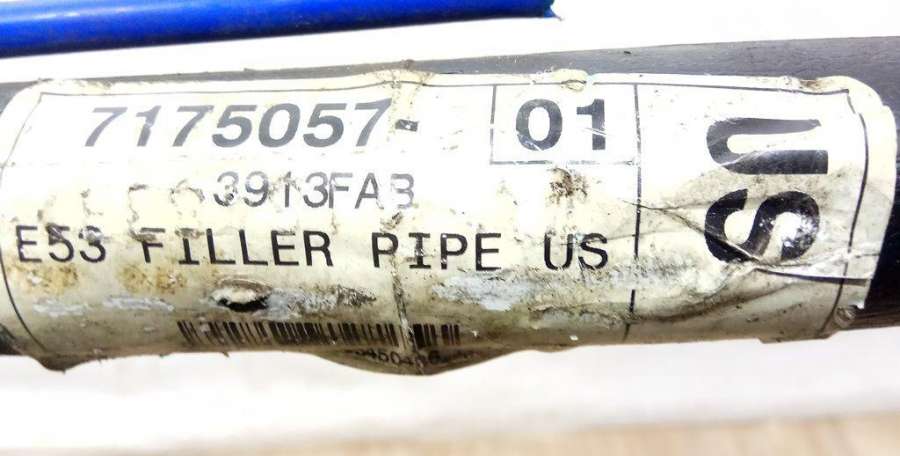 7175057- 01
3913FAB
E53 FILLER PIPE US
US